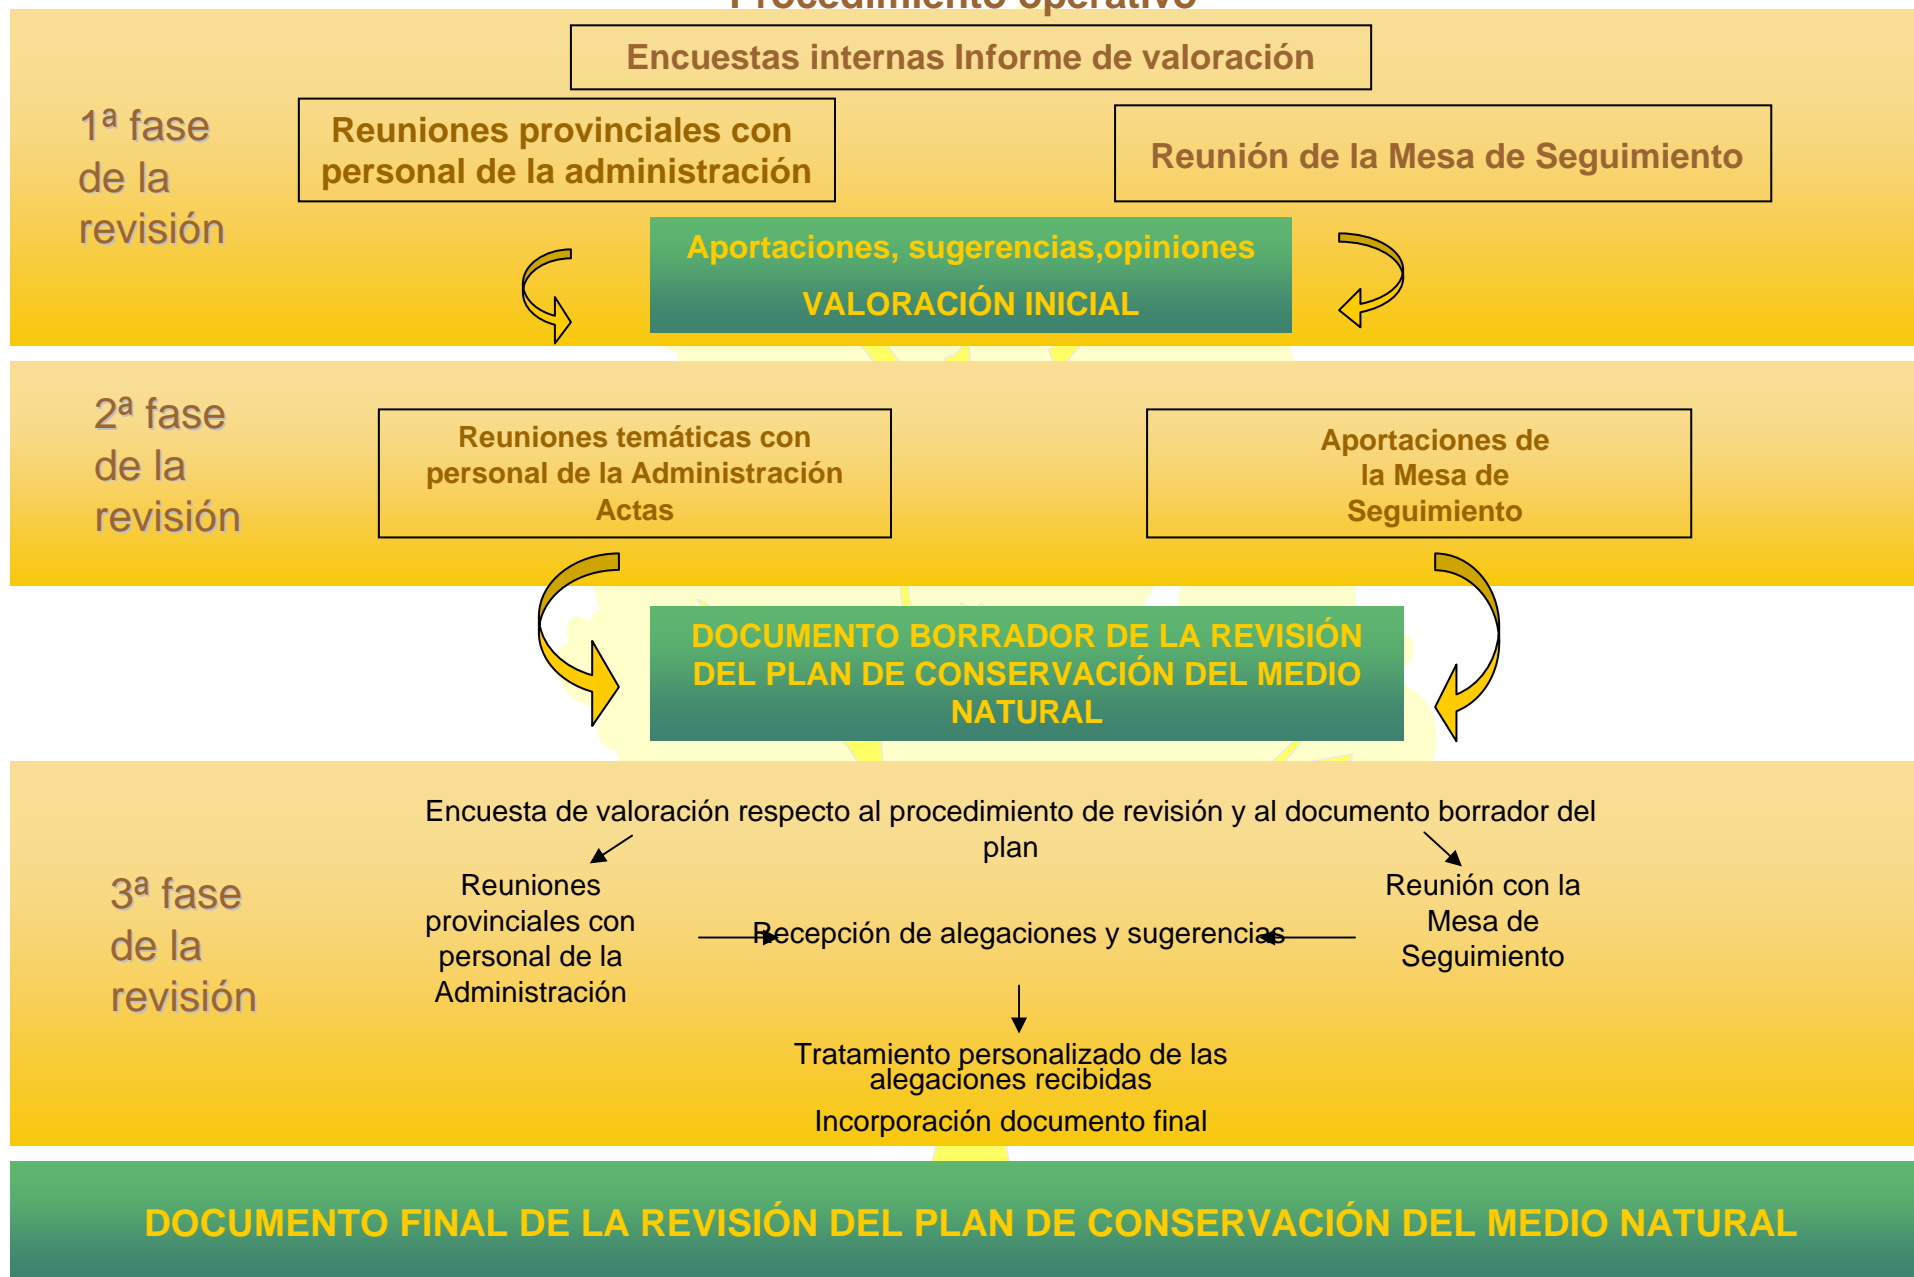 Procedimiento operativo
Encuestas internas Informe de valoración
1ª fase
de la
revisión
Reuniones provinciales con
personal de la administración
Reunión de la Mesa de Seguimiento
Aportaciones, sugerencias,opiniones
VALORACIÓN INICIAL
2ª fase
de la
revisión
Reuniones temáticas con
personal de la Administración
Actas
Aportaciones de
la Mesa de
Seguimiento
DOCUMENTO BORRADOR DE LA REVISIÓN
DEL PLAN DE CONSERVACIÓN DEL MEDIO
NATURAL
3ª fase
de la
revisión
Encuesta de valoración respecto al procedimiento de revisión y al documento borrador del
plan
Reuniones
provinciales con
personal de la
Administración
Recepción de alegaciones y sugerencias
Reunión con la
Mesa de
Seguimiento
Tratamiento personalizado de las
alegaciones recibidas
Incorporación documento final
DOCUMENTO FINAL DE LA REVISIÓN DEL PLAN DE CONSERVACIÓN DEL MEDIO NATURAL